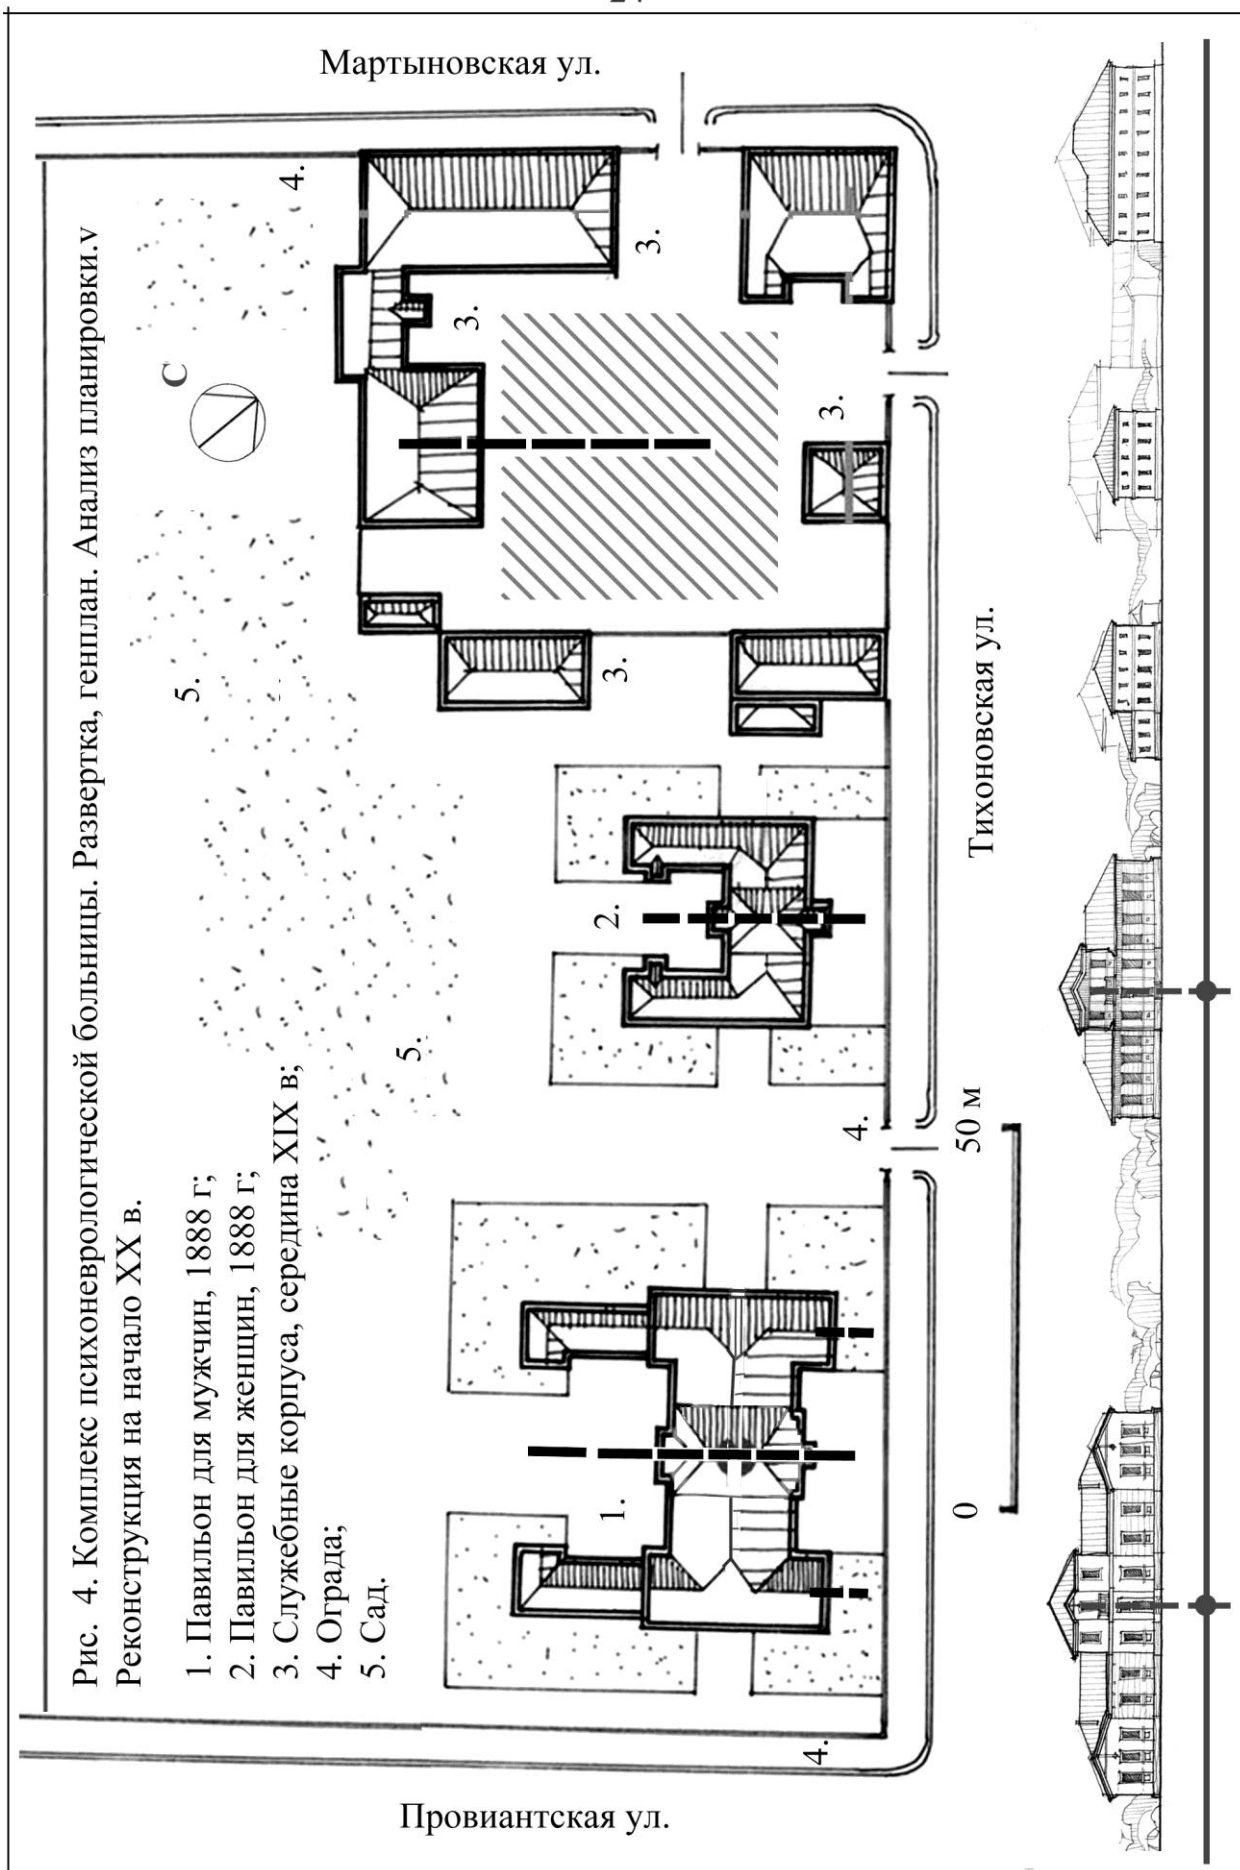 Рис. 4. Комплекс психоневрологической больницы. Развертка, генплан. Анализ планировки.v
Реконструкция на начало XX в.
1. Павильон для мужчин, 1888 г;
2. Павильон для женщин, 1888 г;
3. Служебные корпуса, середина XIX в;
4. Ограда;
5. Сад.
Мартыновская ул.
4.
3.
С
3.
3.
5.
3.
Тихоновская ул.
2.
5.
4.
50 м
1.
0
4.
Провиантская ул.